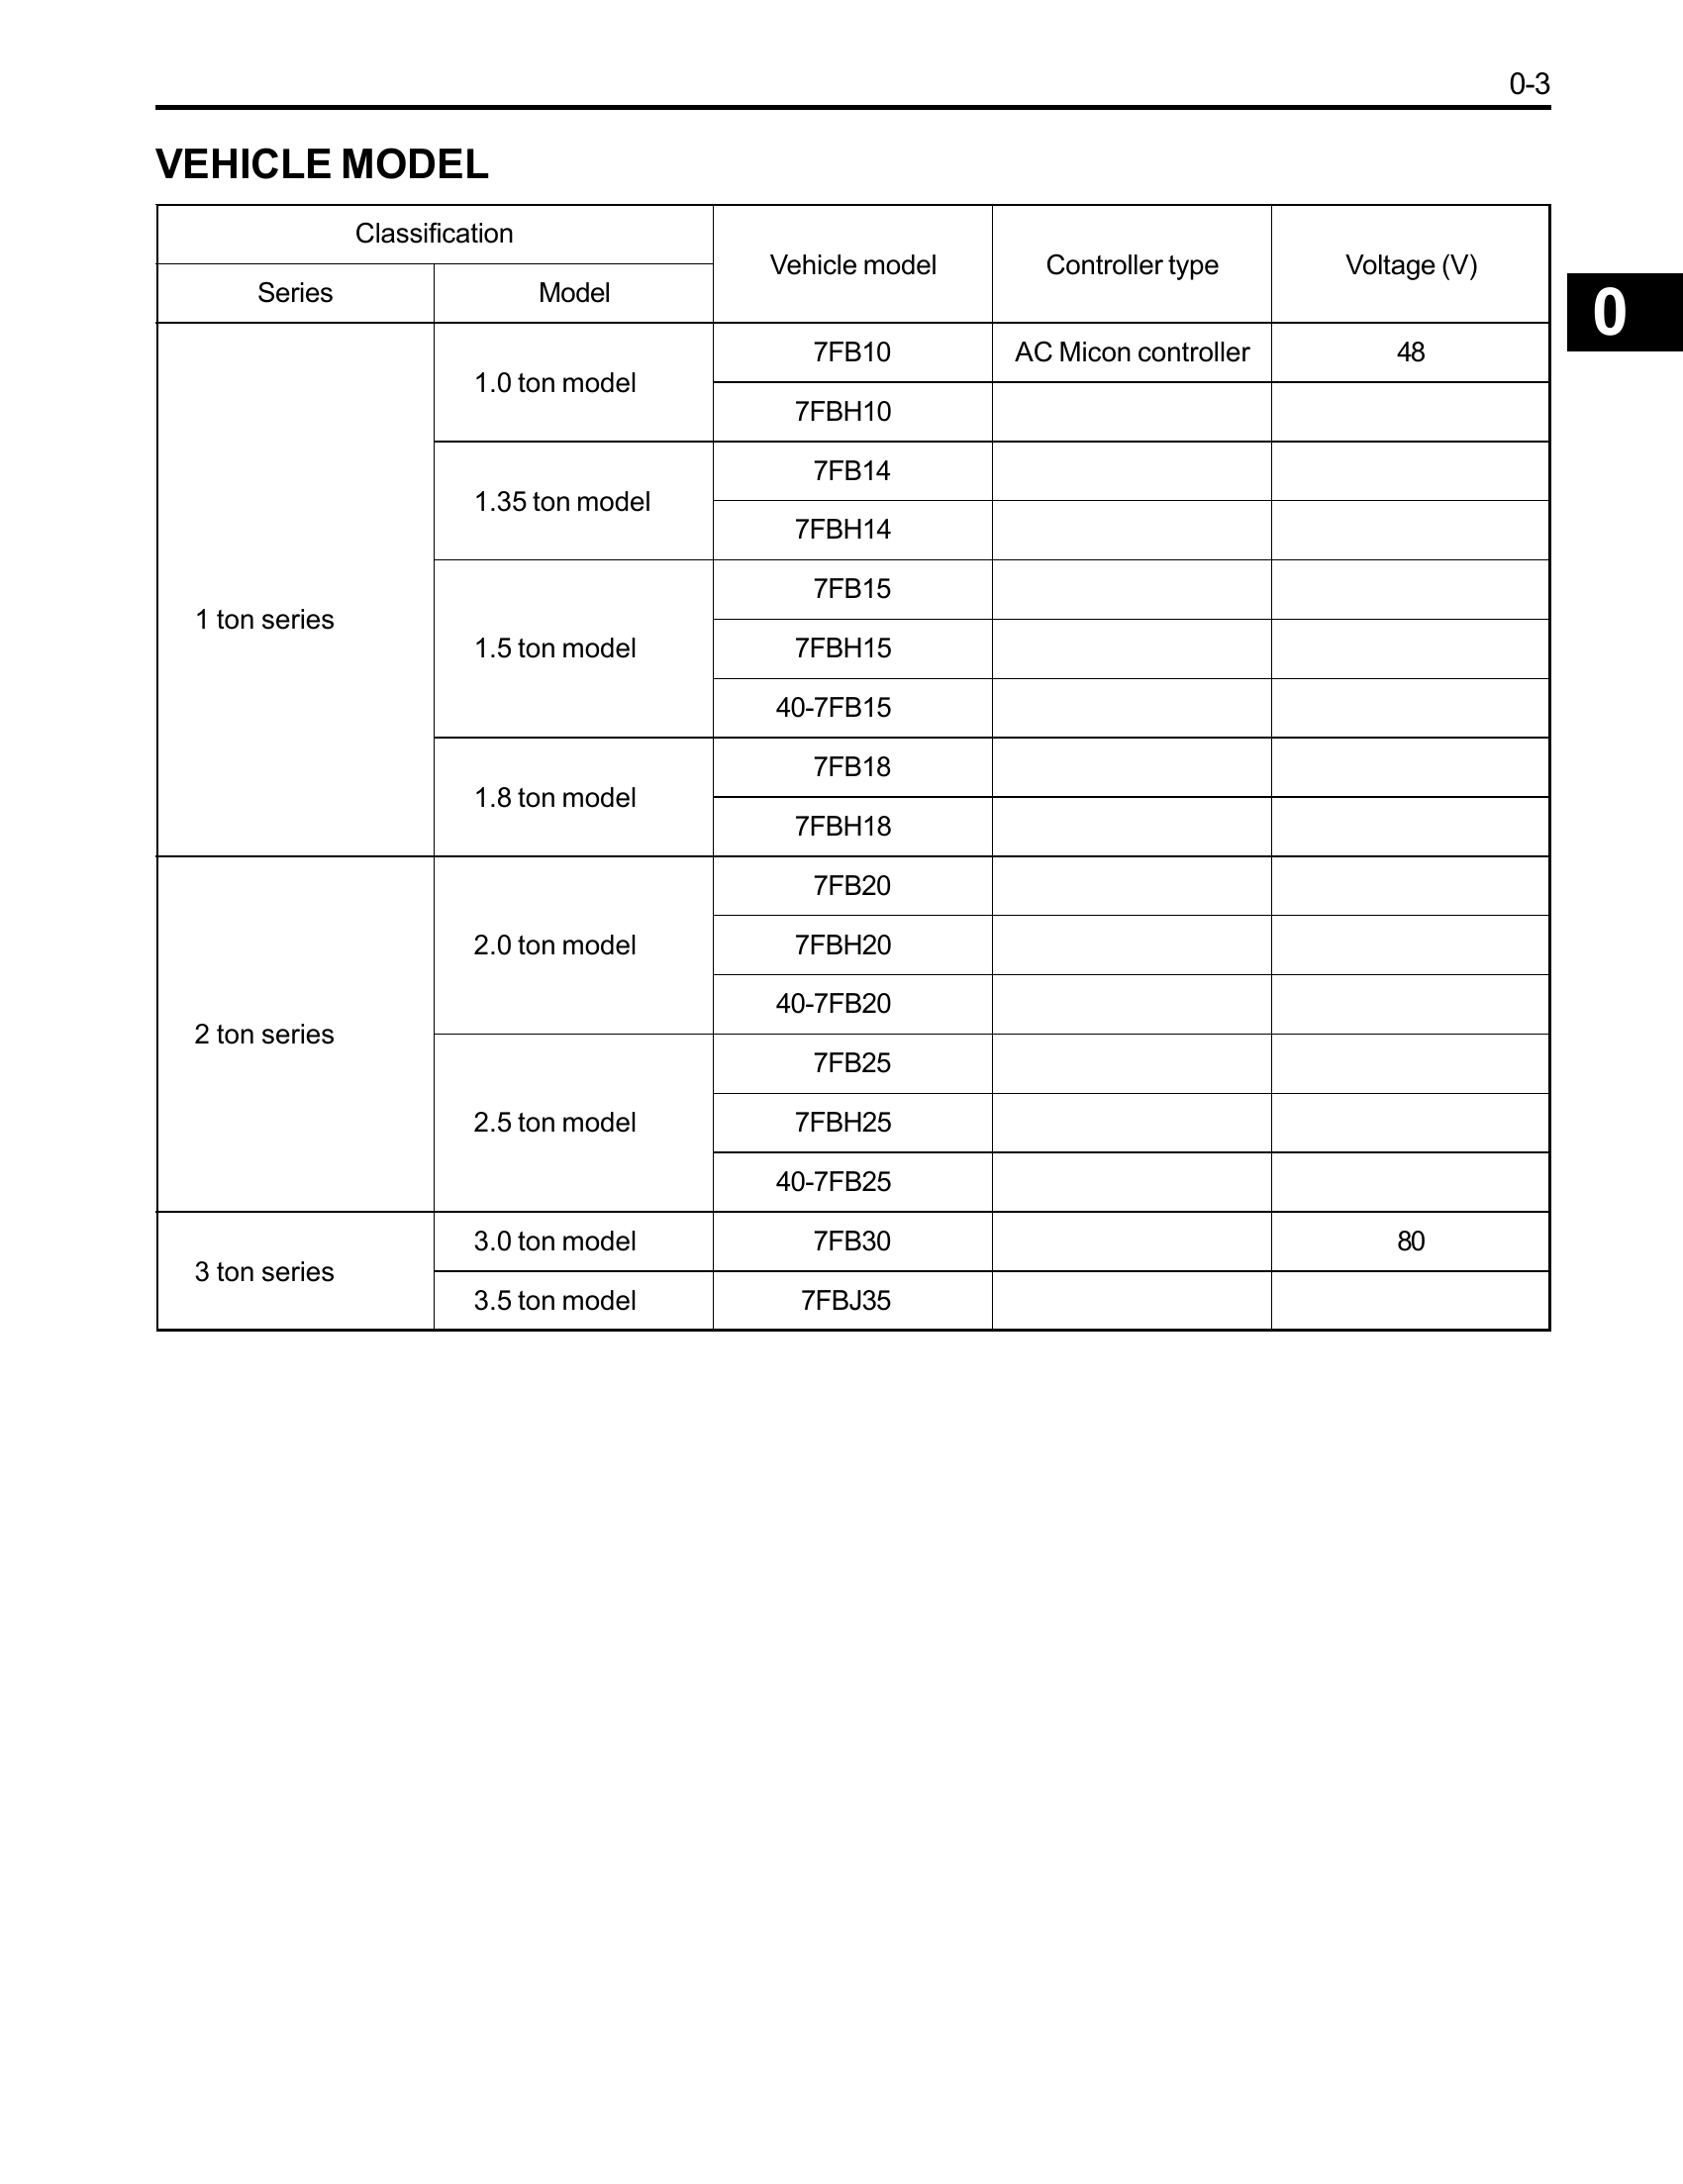 0-3
VEHICLE MODEL
Classification
Vehicle model
Controller type
Voltage (V)
Series
Model
0
1 ton series
1.0 ton model
7FB10
AC Micon controller
48
7FBH10
1.35 ton model
7FB14
7FBH14
1.5 ton model
7FB15
7FBH15
40-7FB15
1.8 ton model
7FB18
7FBH18
2 ton series
2.0 ton model
7FB20
7FBH20
40-7FB20
2.5 ton model
7FB25
7FBH25
40-7FB25
3 ton series
3.0 ton model
7FB30
80
3.5 ton model
7FBJ35